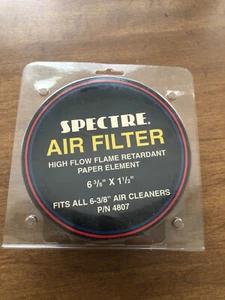 SPECTRE
AIR FILTER
HIGH FLOW FLAME RETARDANT
PAPER ELEMENT
6 3/8" X 1 1/2"
FITS ALL 6-3/8" AIR CLEANERS
P/N 4807